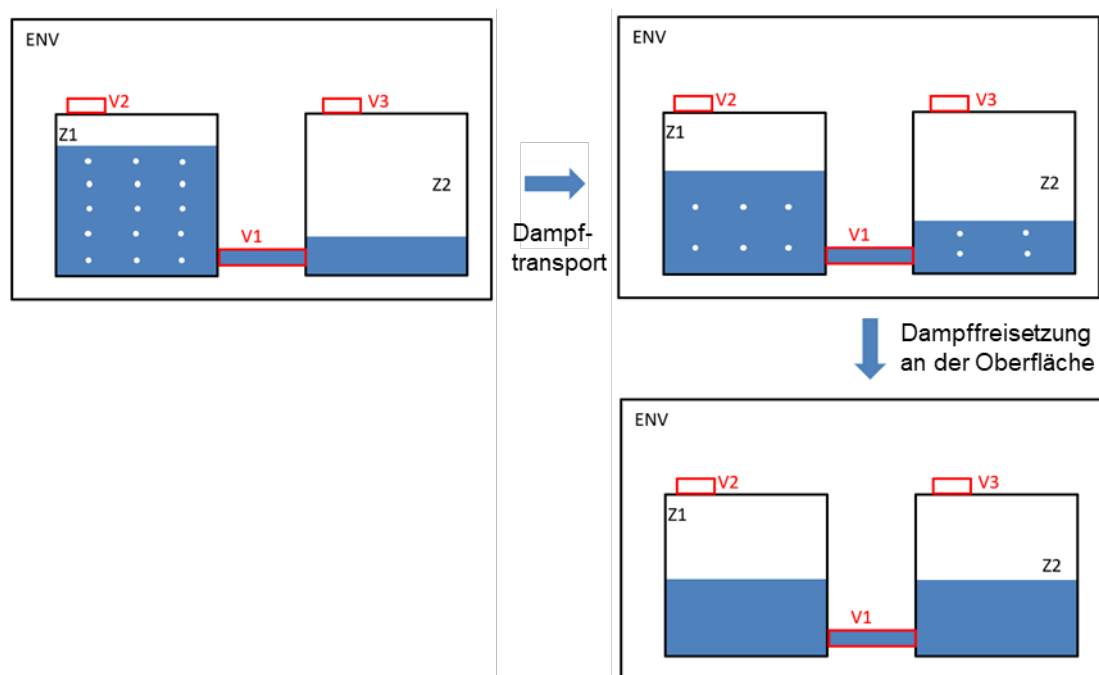 ENV
V2
V3
Z1
Z2
V1
Dampf-
transport
ENV
V2
V3
Z1
Z2
V1
Dampffreisetzung
an der Oberfläche
ENV
V2
V3
Z1
Z2
V1